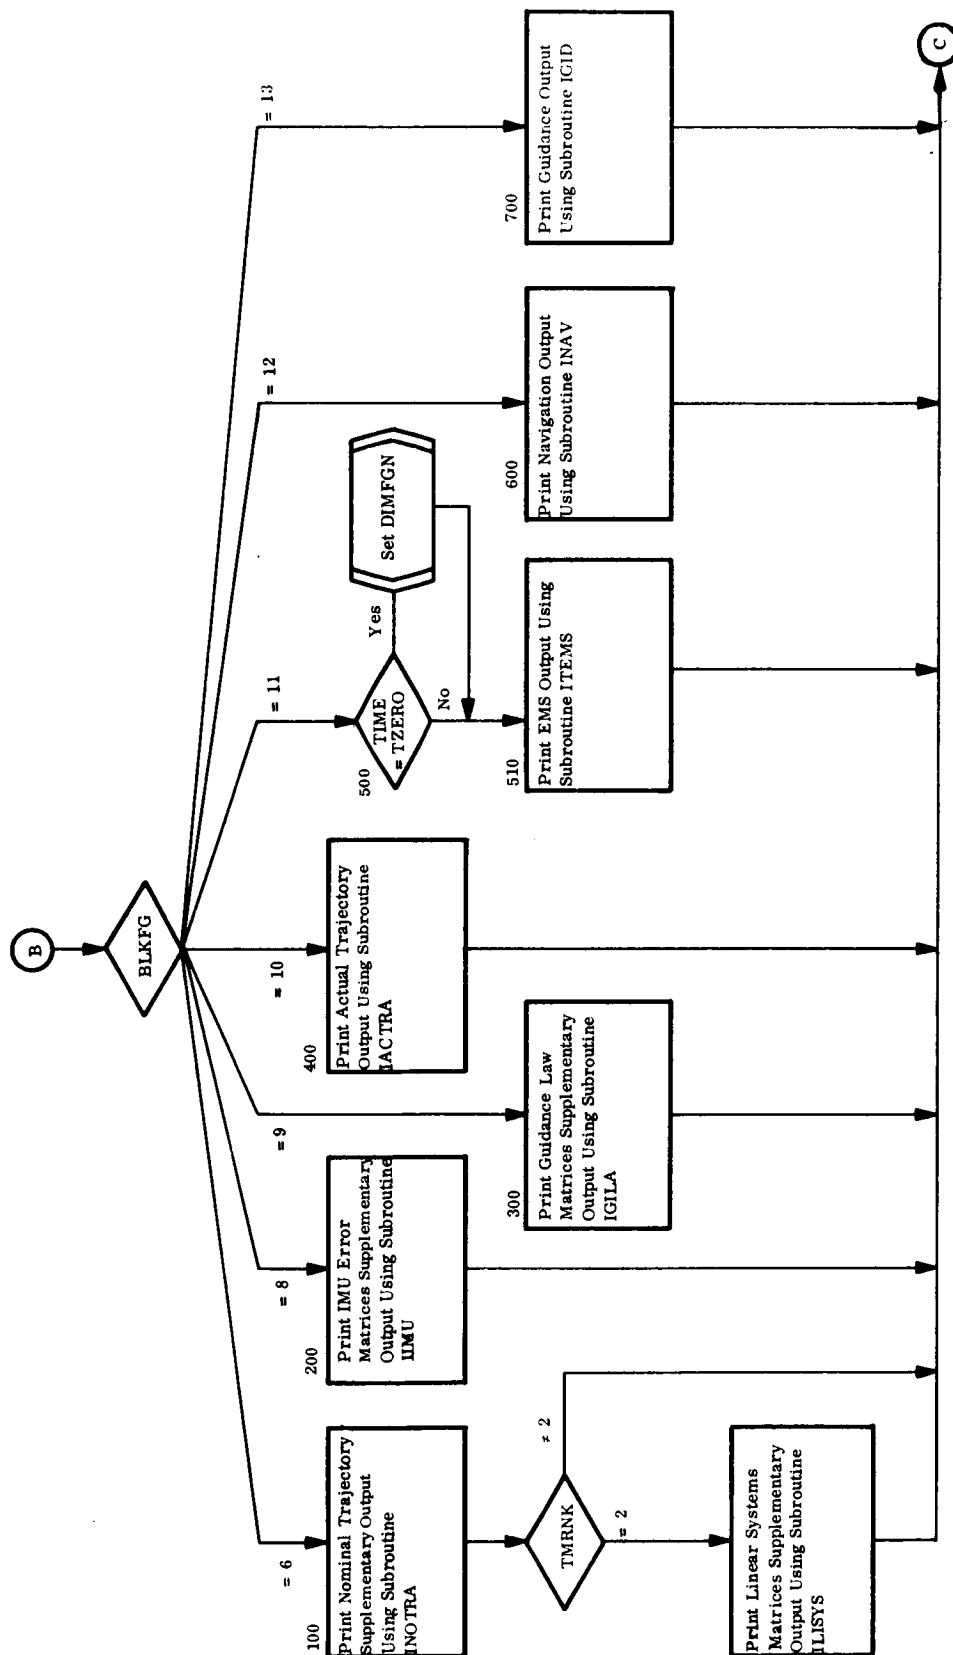 B
BLKFG
= 6
= 8
= 9
= 10
= 11
= 12
= 13
100
Print Nominal Trajectory
Supplementary Output
Using Subroutine
INOTRA
TMRNK
≠ 2
= 2
Print Linear Systems
Matrices Supplementary
Output Using Subroutine
ILISYS
200
Print IMU Error
Matrices Supplementary
Output Using Subroutine
IIMU
300
Print Guidance Law
Matrices Supplementary
Output Using Subroutine
IGILA
400
Print Actual Trajectory
Output Using Subroutine
IACTRA
500
TIME
= TZERO
Yes
No
Set DIMFGN
510
Print EMS Output Using
Subroutine ITEMS
600
Print Navigation Output
Using Subroutine INAV
700
Print Guidance Output
Using Subroutine IGID
C